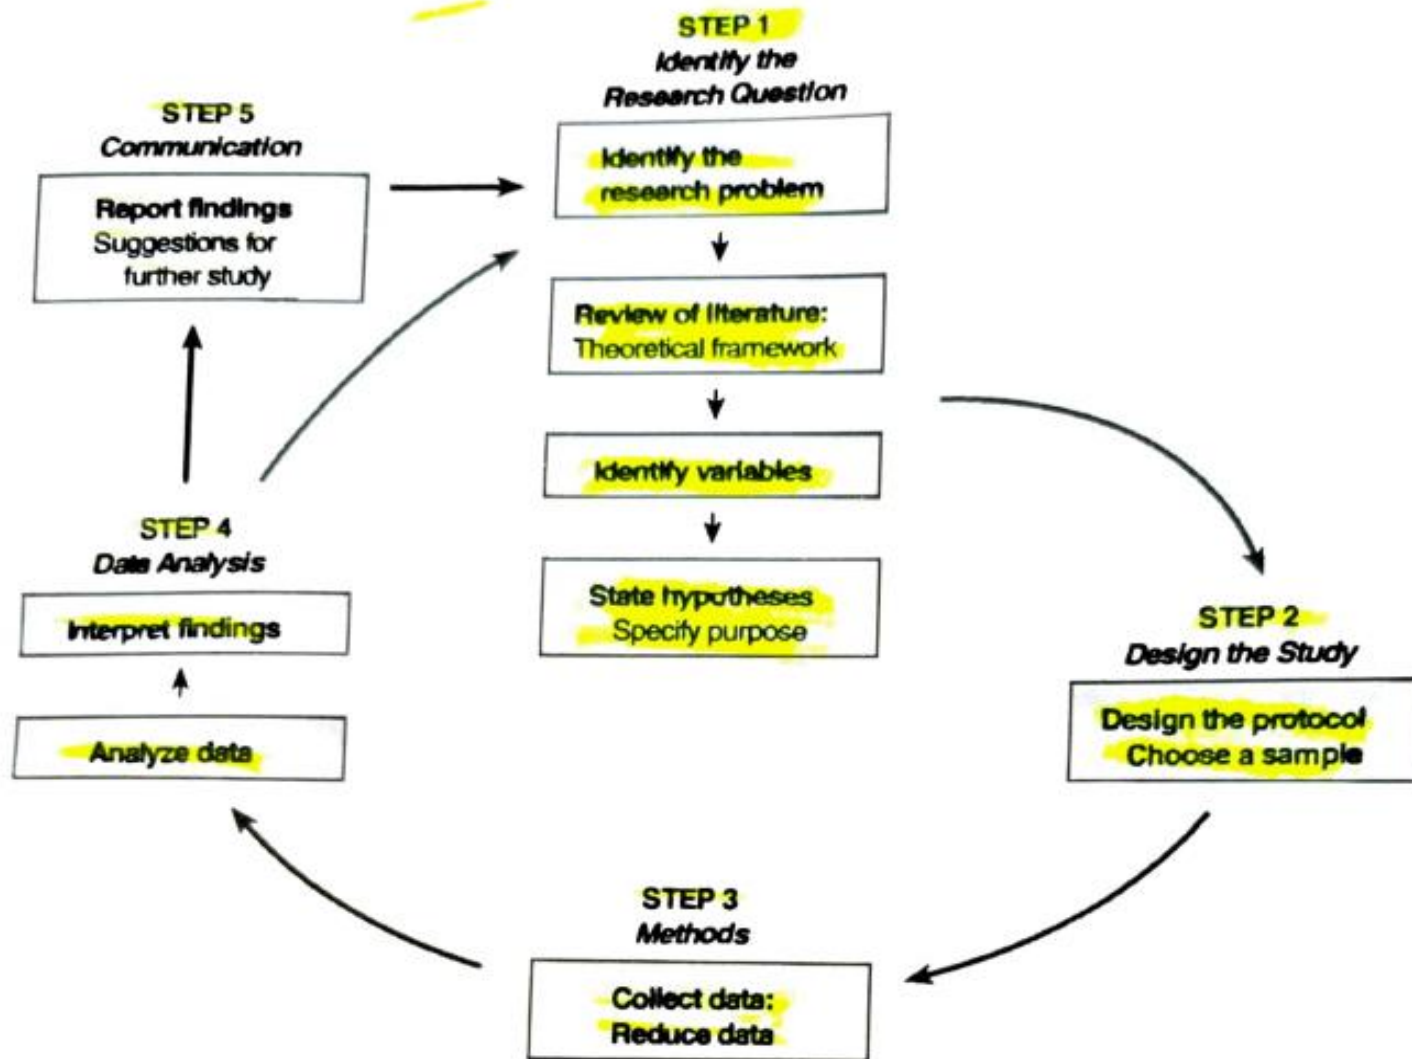 STEP 1
Identify the
Research Question
Identify the
research problem
Review of literature:
Theoretical framework
Identify variables
State hypotheses
Specify purpose
STEP 2
Design the Study
Design the protocol
Choose a sample
STEP 3
Methods
Collect data:
Reduce data
STEP 4
Data Analysis
Interpret findings
Analyze data
STEP 5
Communication
Report findings
Suggestions for
further study